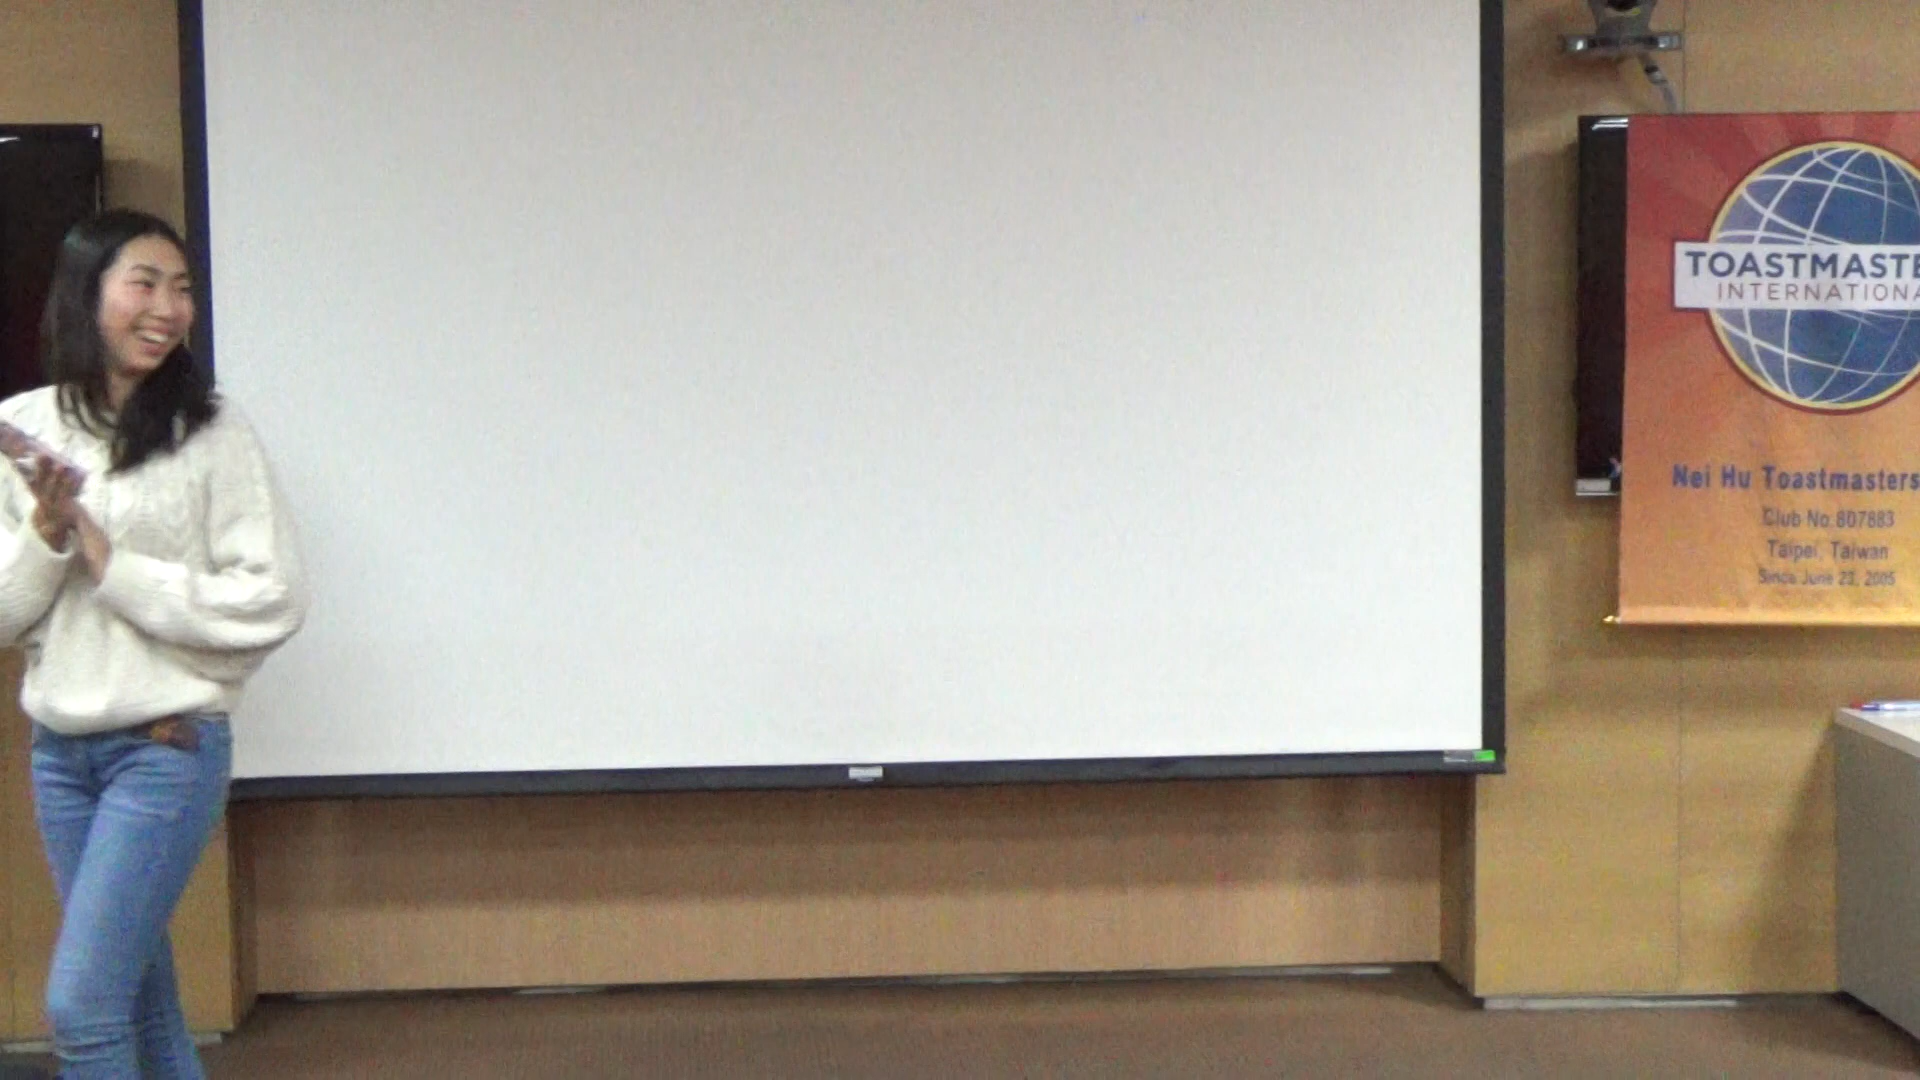 TOASTMASTE
INTERNATIONA
Nei Hu Toastmasters
Club No.807883
Taipei, Taiwan
Since June 23, 2005